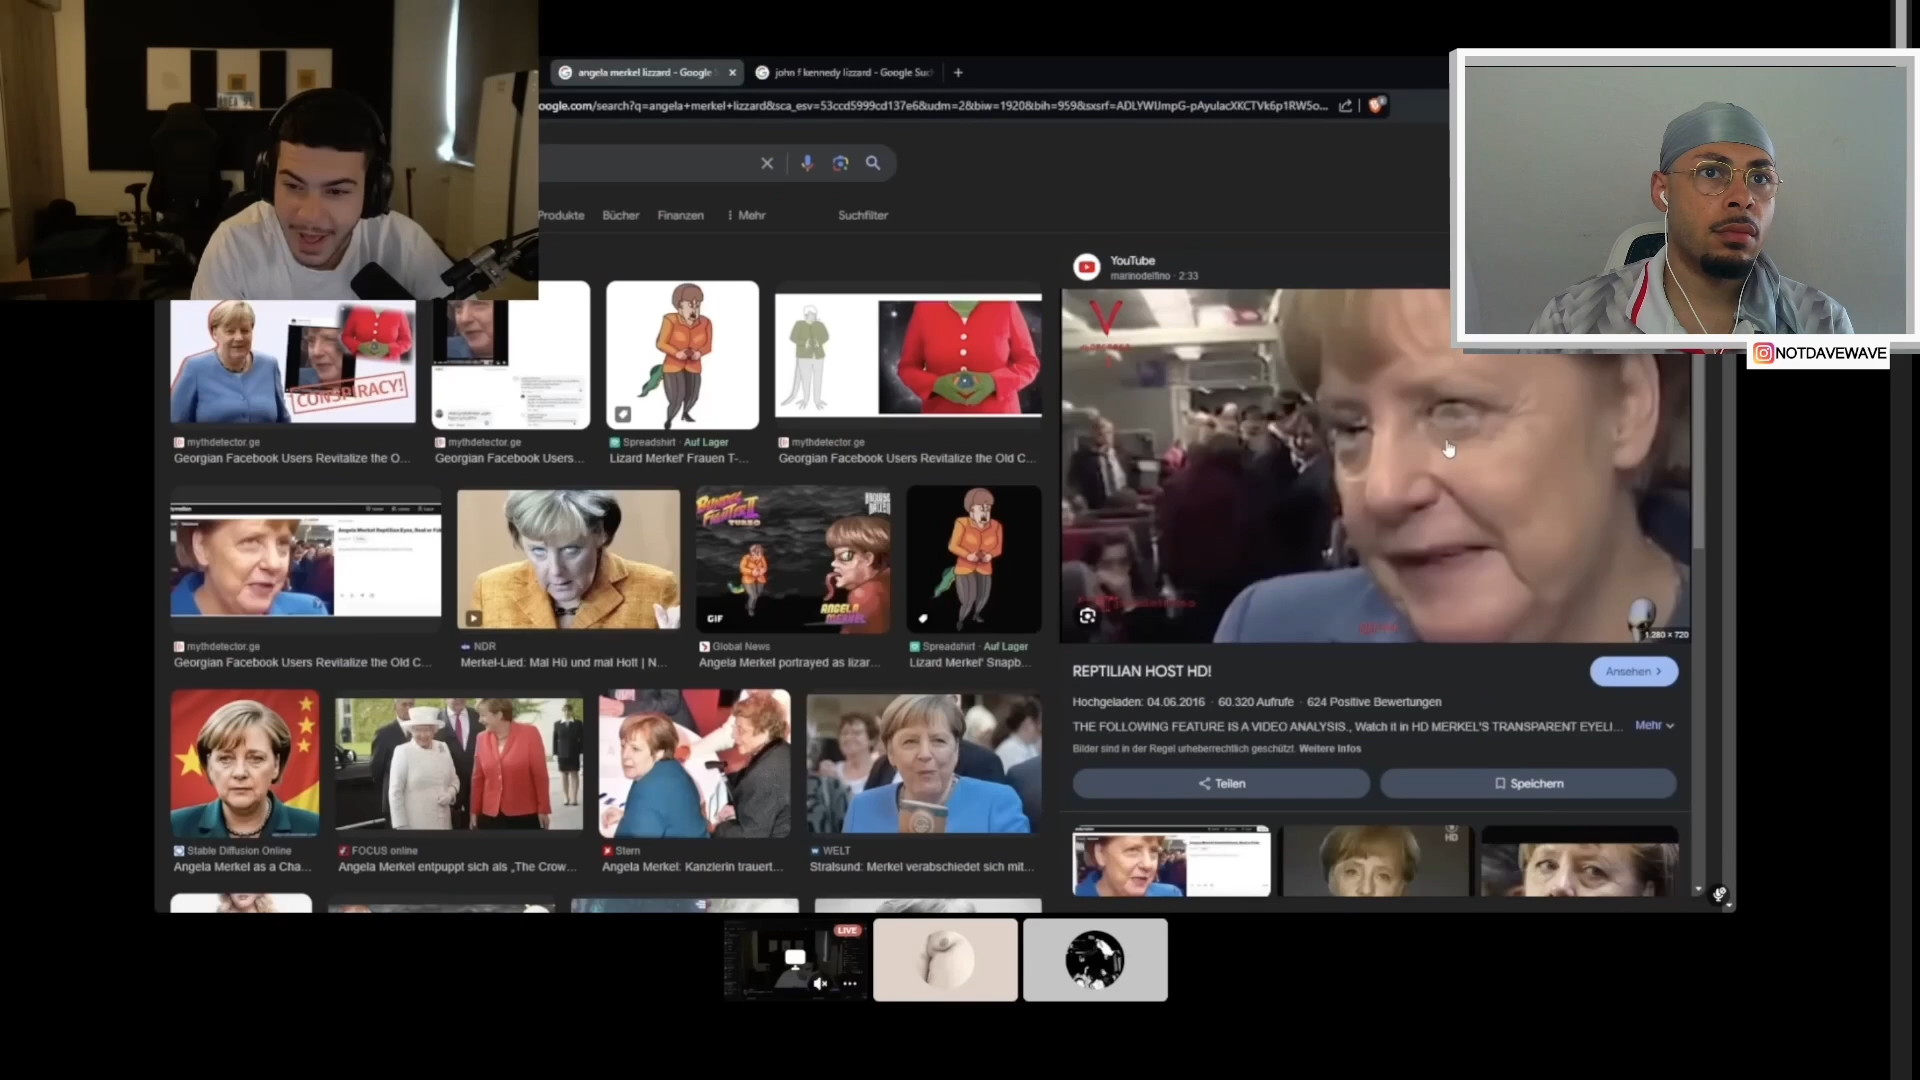 angela merkel lizzard - Google S
john f kennedy lizzard - Google Suc
oogle.com/search?q=angela+merkel+lizzard&sca_esv=53ccd5999cd137e6&udm=2&biw=1920&bih=959&sxsrf=ADLYWIJmpG-pAyulacXKCTVk6p1RW5o...
Produkte
Bücher
Finanzen
Mehr
Suchfilter
YouTube
marinodelfino · 2:33
NOTDAVEWAVE
CONSPIRACY!
mythdetector.ge
Georgian Facebook Users Revitalize the O...
mythdetector.ge
Georgian Facebook Users...
Spreadshirt · Auf Lager
Lizard Merkel' Frauen T-...
mythdetector.ge
Georgian Facebook Users Revitalize the Old C...
ANGELA
MERKEL
GIF
mythdetector.ge
Georgian Facebook Users Revitalize the Old C...
NDR
Merkel-Lied: Mal Hü und mal Hott | N...
Global News
Angela Merkel portrayed as lizar...
Spreadshirt · Auf Lager
Lizard Merkel' Snapb...
1.280 x 720
REPTILIAN HOST HD!
Ansehen
Hochgeladen: 04.06.2016 · 60.320 Aufrufe · 624 Positive Bewertungen
THE FOLLOWING FEATURE IS A VIDEO ANALYSIS., Watch it in HD MERKEL'S TRANSPARENT EYELI...
Mehr
Bilder sind in der Regel urheberrechtlich geschützt. Weitere Infos
Teilen
Speichern
Stable Diffusion Online
Angela Merkel as a Cha...
FOCUS online
Angela Merkel entpuppt sich als „The Crow...
Stern
Angela Merkel: Kanzlerin trauert...
WELT
Stralsund: Merkel verabschiedet sich mit...
HD
LIVE